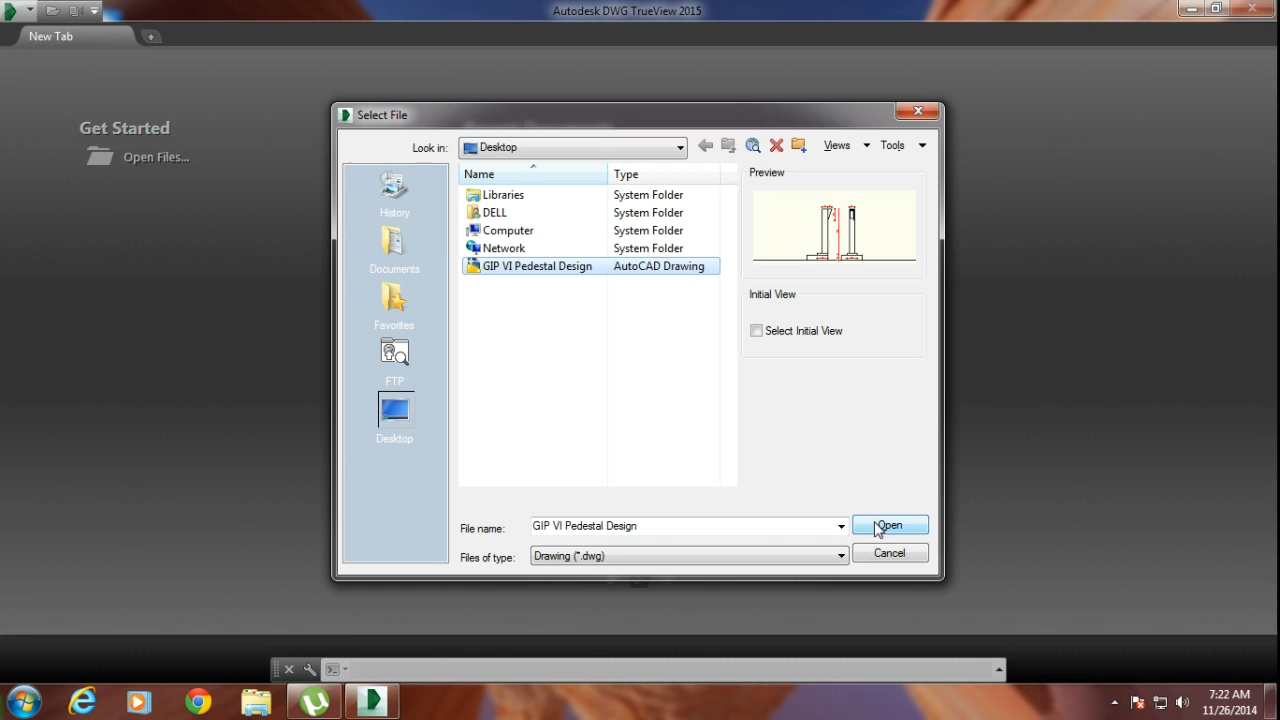 Autodesk DWG TrueView 2015
New Tab
Get Started
Open Files...
Select File
Look in:
Desktop
Views
Tools
History
Documents
Favorites
FTP
Desktop
Name Type
Libraries System Folder
DELL System Folder
Computer System Folder
Network System Folder
GIP VI Pedestal Design AutoCAD Drawing
Preview
Initial View
Select Initial View
File name: GIP VI Pedestal Design
Open
Files of type: Drawing (*.dwg)
Cancel
7:22 AM
11/26/2014